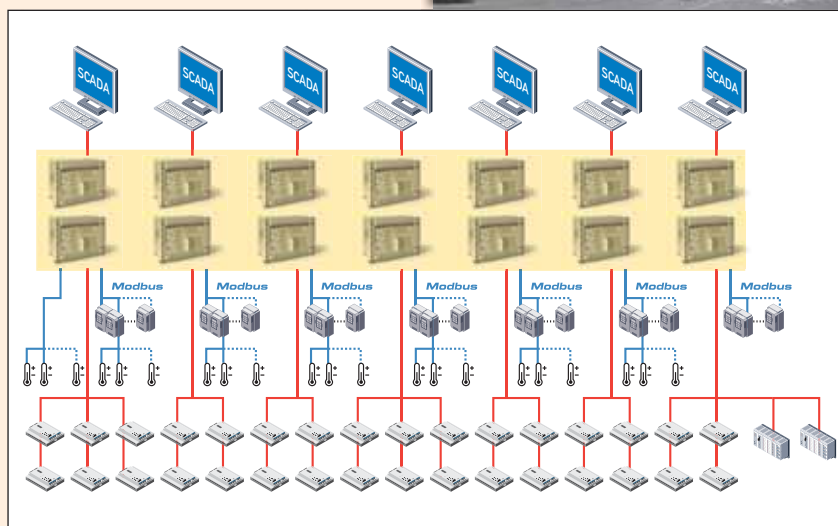 SCADA SCADA SCADA SCADA SCADA SCADA SCADA
Modbus Modbus Modbus Modbus Modbus Modbus Modbus
+ + + + + + + + + + + + + + + + + + + + +
- - - - - - - - - - - - - - - - - - - - -